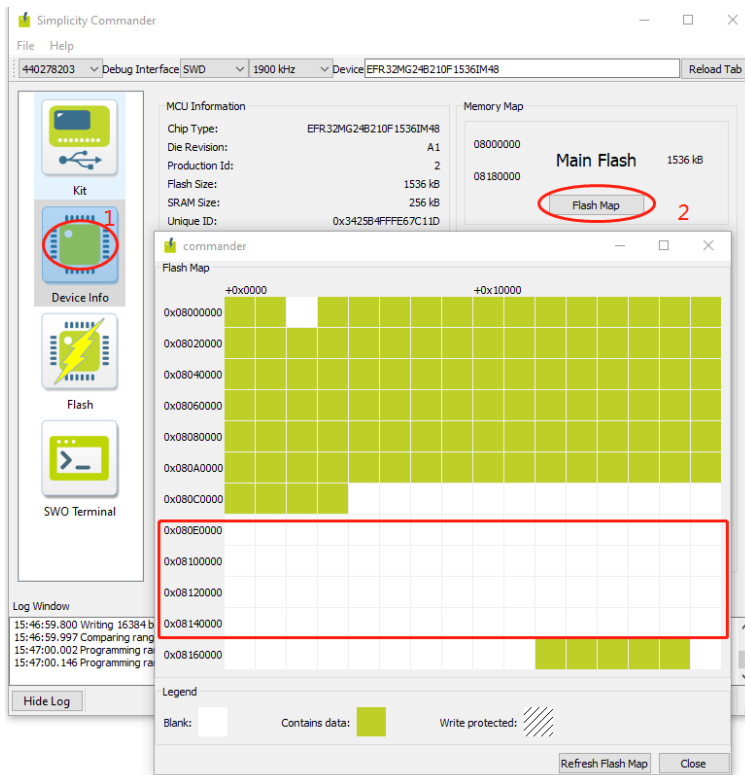 Simplicity Commander
File Help
440278203 Debug Interface SWD 1900 kHz Device EFR32MG24B210F1536IM48 Reload Tab
Kit
1
Device Info
Flash
SWO Terminal
MCU Information
Chip Type: EFR32MG24B210F1536IM48
Die Revision: A1
Production Id: 2
Flash Size: 1536 kB
SRAM Size: 256 kB
Unique ID: 0x3425B4FFFE67C11D
Memory Map
08000000
Main Flash 1536 kB
08180000
Flash Map
2
commander
Flash Map
+0x0000 +0x10000
0x08000000
0x08020000
0x08040000
0x08060000
0x08080000
0x080A0000
0x080C0000
0x080E0000
0x08100000
0x08120000
0x08140000
0x08160000
Legend
Blank: Contains data: Write protected:
Refresh Flash Map Close
Log Window
15:46:59.800 Writing 16384 b
15:46:59.997 Comparing rang
15:47:00.002 Programming ra
15:47:00.146 Programming ra
Hide Log